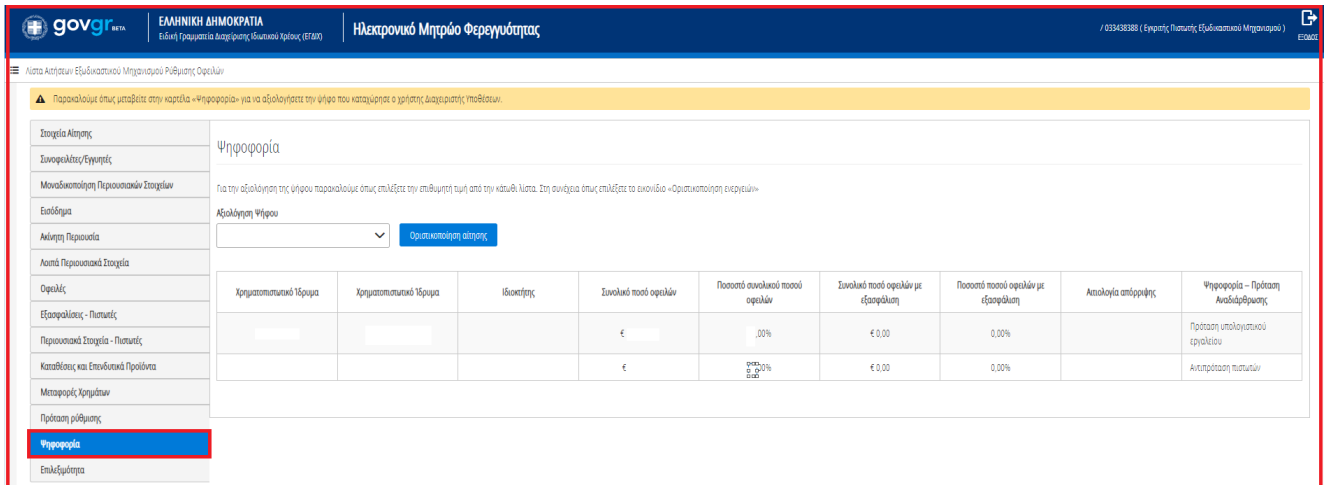 govgr BETA
ΕΛΛΗΝΙΚΗ ΔΗΜΟΚΡΑΤΙΑ
Ειδική Γραμματεία Διαχείρισης Ιδιωτικού Χρέους (ΕΓΔΙΧ)
Ηλεκτρονικό Μητρώο Φερεγγυότητας
/ 033438388 ( Εγκριτής Πιστωτής Εξωδικαστικού Μηχανισμού )
ΕΞΟΔΟΣ
Λίστα Αιτήσεων Εξωδικαστικού Μηχανισμού Ρύθμισης Οφειλών
Παρακαλούμε όπως μεταβείτε στην καρτέλα «Ψηφοφορία» για να αξιολογήσετε την ψήφο που καταχώρησε ο χρήστης Διαχειριστής Υποθέσεων.
Στοιχεία Αίτησης
Συνοφειλέτες/Εγγυητές
Μοναδικοποίηση Περιουσιακών Στοιχείων
Εισόδημα
Ακίνητη Περιουσία
Λοιπά Περιουσιακά Στοιχεία
Οφειλές
Εξασφαλίσεις - Πιστωτές
Περιουσιακά Στοιχεία - Πιστωτές
Καταθέσεις και Επενδυτικά Προϊόντα
Μεταφορές Χρημάτων
Πρόταση ρύθμισης
Ψηφοφορία
Επιλεξιμότητα
Ψηφοφορία
Για την αξιολόγηση της ψήφου παρακαλούμε όπως επιλέξετε την επιθυμητή τιμή από την κάτωθι λίστα. Στη συνέχεια όπως επιλέξετε το εικονίδιο «Οριστικοποίηση ενεργειών»
Αξιολόγηση Ψήφου
Οριστικοποίηση αίτησης
Χρηματοπιστωτικό Ίδρυμα
Χρηματοπιστωτικό Ίδρυμα
Ιδιοκτήτης
Συνολικό ποσό οφειλών
Ποσοστό συνολικού ποσού
οφειλών
Συνολικό ποσό οφειλών με
εξασφάλιση
Ποσοστό ποσού οφειλών με
εξασφάλιση
Αιτιολογία απόρριψης
Ψηφοφορία – Πρόταση
Αναδιάρθρωσης
€
,00%
€ 0,00
0,00%
Πρόταση υπολογιστικού
εργαλείου
€
00%
€ 0,00
0,00%
Αντιπρόταση πιστωτών